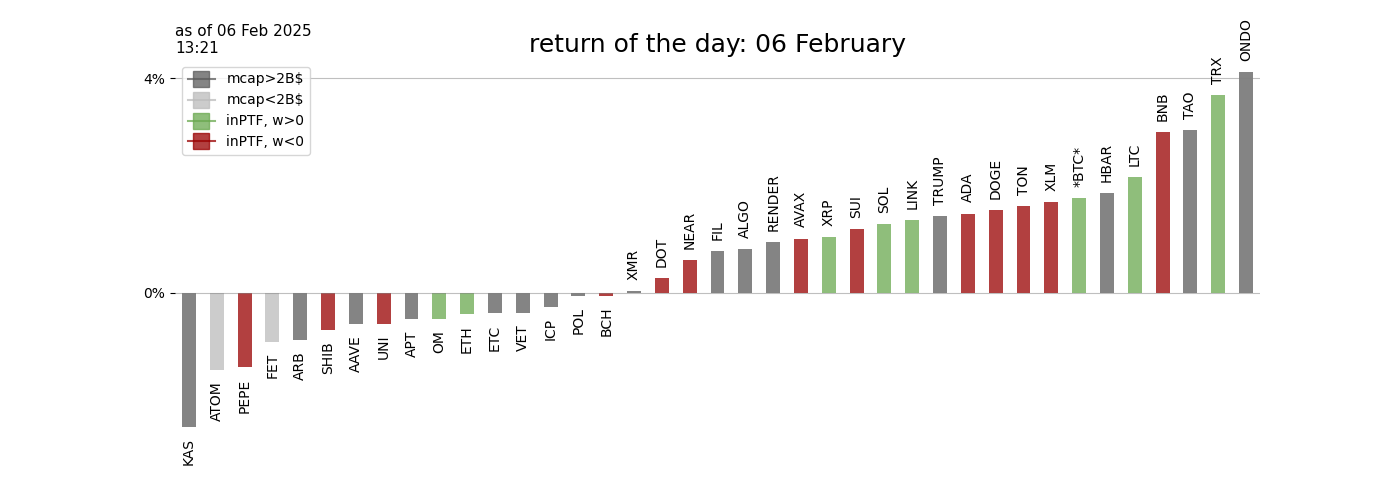 as of 06 Feb 2025
13:21
return of the day: 06 February
mcap>2B$
mcap<2B$
inPTF, w>0
inPTF, w<0
4%
0%
KAS
ATOM
PEPE
FET
ARB
SHIB
AAVE
UNI
APT
OM
ETH
ETC
VET
ICP
POL
BCH
XMR
DOT
NEAR
FIL
ALGO
RENDER
AVAX
XRP
SUI
SOL
LINK
TRUMP
ADA
DOGE
TON
XLM
*BTC*
HBAR
LTC
BNB
TAO
TRX
ONDO